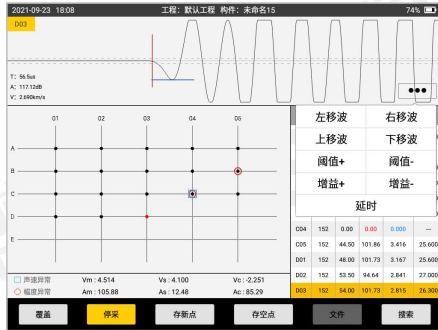 2021-09-23 18:08 工程：默认工程 构件：未命名15 74%
D03
T: 56.5us
A: 117.12dB
V: 2.690km/s
01 02 03 04 05
A
B
C
D
E
左移波 右移波
上移波 下移波
阈值+ 阈值-
增益+ 增益-
延时
C04 152 0.00 0.00 0.000 —
C05 152 44.50 101.86 3.416 25.600
D01 152 48.00 101.73 3.167 25.600
D02 152 53.50 94.64 2.841 27.000
D03 152 54.00 101.73 2.815 26.300
声速异常 Vm : 4.514 Vs : 4.100 Vc : -2.251
幅度异常 Am : 105.88 As : 12.48 Ac : 85.29
覆盖 停采 存新点 存空点 文件 搜索